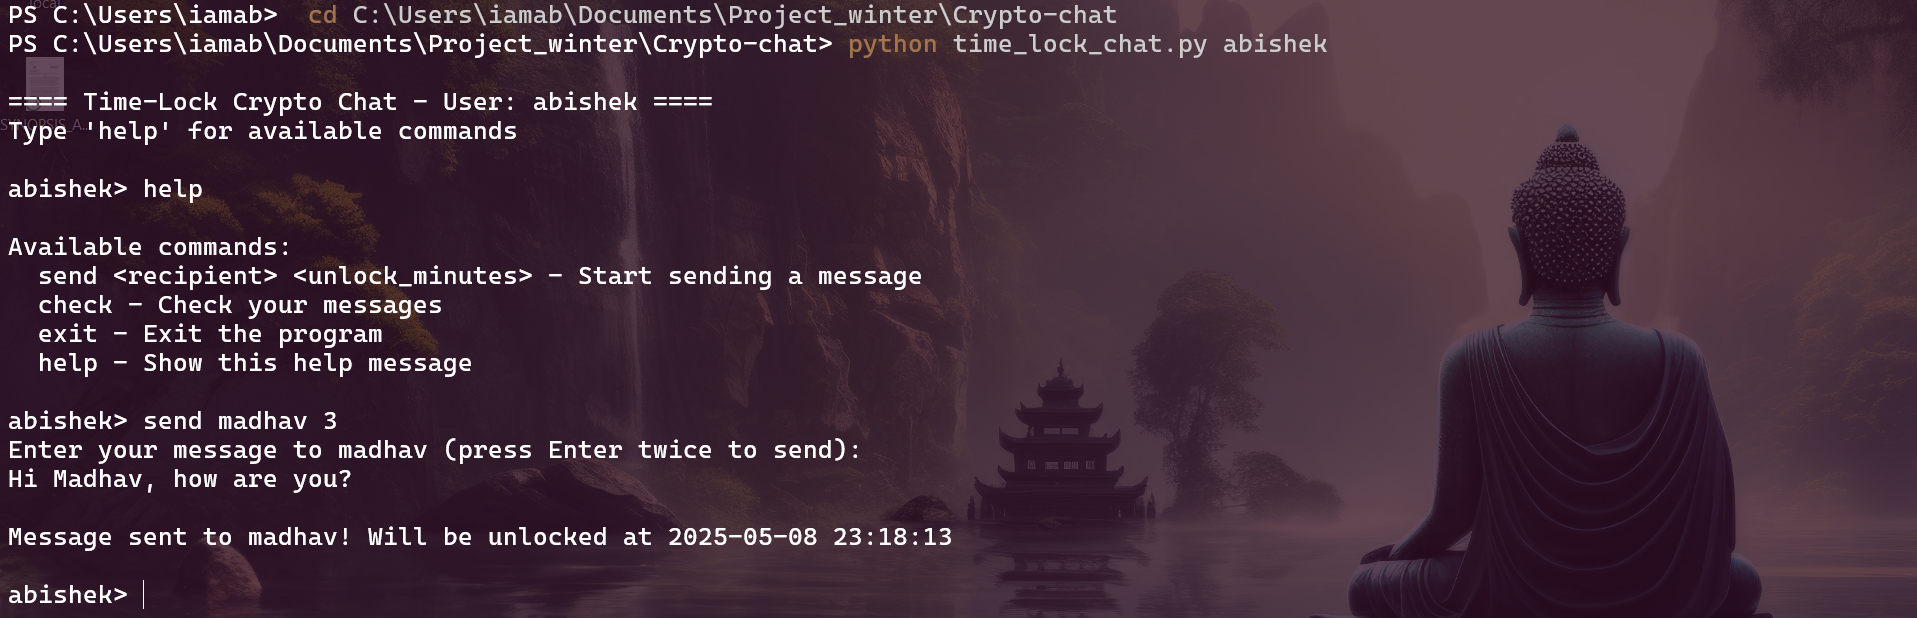 local
PS C:\Users\iamab>  cd C:\Users\iamab\Documents\Project_winter\Crypto-chat
PS C:\Users\iamab\Documents\Project_winter\Crypto-chat> python time_lock_chat.py abishek
==== Time-Lock Crypto Chat - User: abishek ====
SYNOPSIS_A...
Type 'help' for available commands
abishek> help
Available commands:
  send <recipient> <unlock_minutes> - Start sending a message
  check - Check your messages
  exit - Exit the program
  help - Show this help message
abishek> send madhav 3
Enter your message to madhav (press Enter twice to send):
Hi Madhav, how are you?
Message sent to madhav! Will be unlocked at 2025-05-08 23:18:13
abishek>